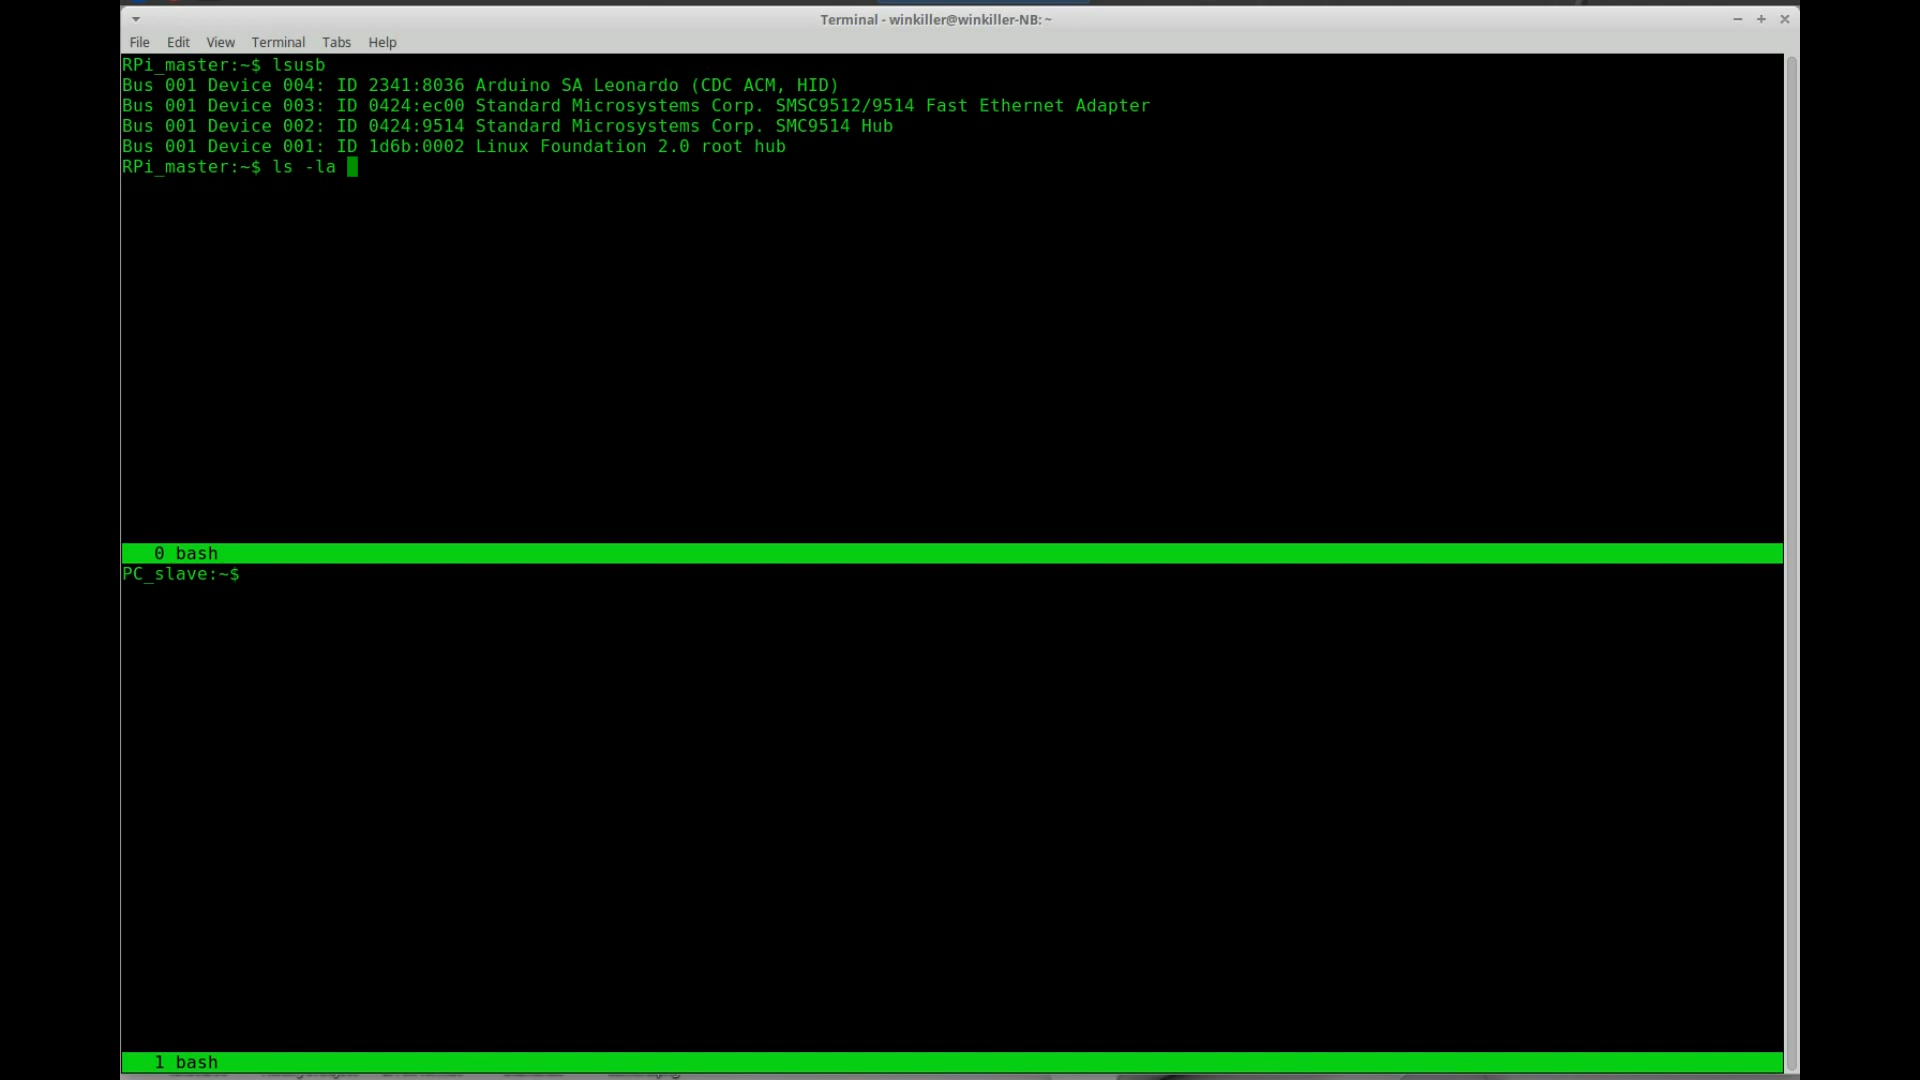 Terminal - winkiller@winkiller-NB: ~
File Edit View Terminal Tabs Help
RPi_master:~$ lsusb
Bus 001 Device 004: ID 2341:8036 Arduino SA Leonardo (CDC ACM, HID)
Bus 001 Device 003: ID 0424:ec00 Standard Microsystems Corp. SMSC9512/9514 Fast Ethernet Adapter
Bus 001 Device 002: ID 0424:9514 Standard Microsystems Corp. SMC9514 Hub
Bus 001 Device 001: ID 1d6b:0002 Linux Foundation 2.0 root hub
RPi_master:~$ ls -la
0 bash
PC_slave:~$
1 bash